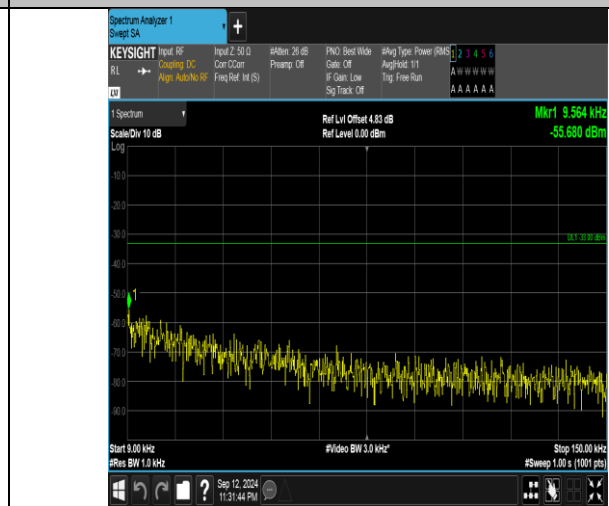 Spectrum Analyzer 1
Swept SA
+
KEYSIGHT Input: RF Input Z: 50 Ω #Atten: 26 dB PNO: Best Wide #Avg Type: Power (RMS 1 2 3 4 5 6
RL Coupling: DC Corr CCorr Preamp: Off Gate: Off Avg|Hold: 1/1 A W W W W W
Align: Auto/No RF Freq Ref: Int (S) IF Gain: Low Trig: Free Run
LXI Sig Track: Off A A A A A A
1 Spectrum Ref Lvl Offset 4.83 dB Mkr1 9.564 kHz
Scale/Div 10 dB Ref Level 0.00 dBm -55.680 dBm
Log
-10.0
-20.0
-30.0 DL1 -33.00 dBm
-40.0
-50.0
1
-60.0
-70.0
-80.0
-90.0
Start 9.00 kHz #Video BW 3.0 kHz* Stop 150.00 kHz
#Res BW 1.0 kHz #Sweep 1.00 s (1001 pts)
? Sep 12, 2024
11:31:44 PM